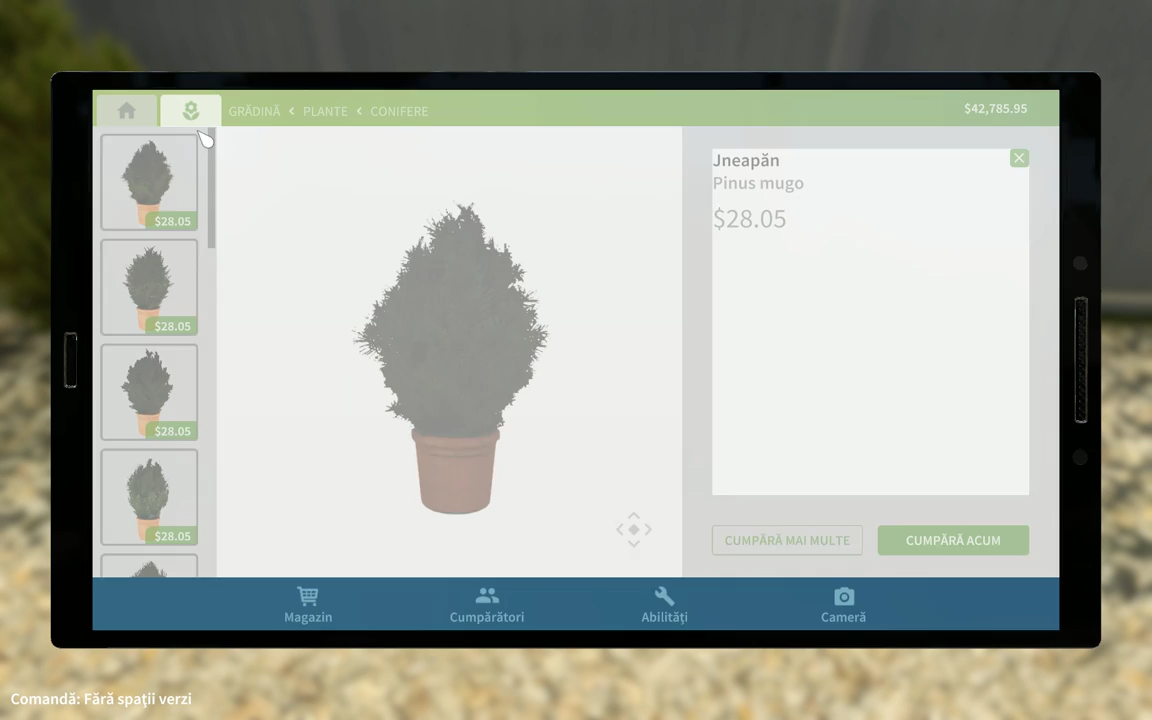 GRĂDINĂ < PLANTE < CONIFERE
$42,785.95
$28.05
$28.05
$28.05
$28.05
Jneapăn
Pinus mugo
$28.05
CUMPĂRĂ MAI MULTE
CUMPĂRĂ ACUM
Magazin
Cumpărători
Abilități
Cameră
Comandă: Fără spații verzi